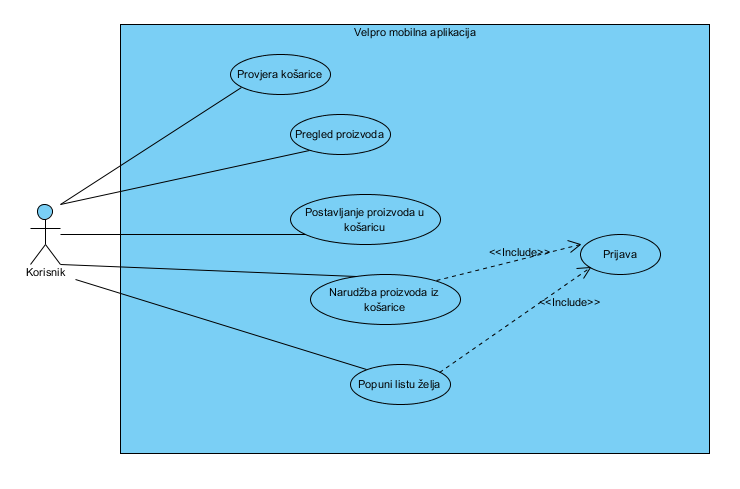 Velpro mobilna aplikacija
Provjera košarice
Pregled proizvoda
Postavljanje proizvoda u
košaricu
<<Include>>
Prijava
Korisnik
Narudžba proizvoda iz
košarice
<<Include>>
Popuni listu želja